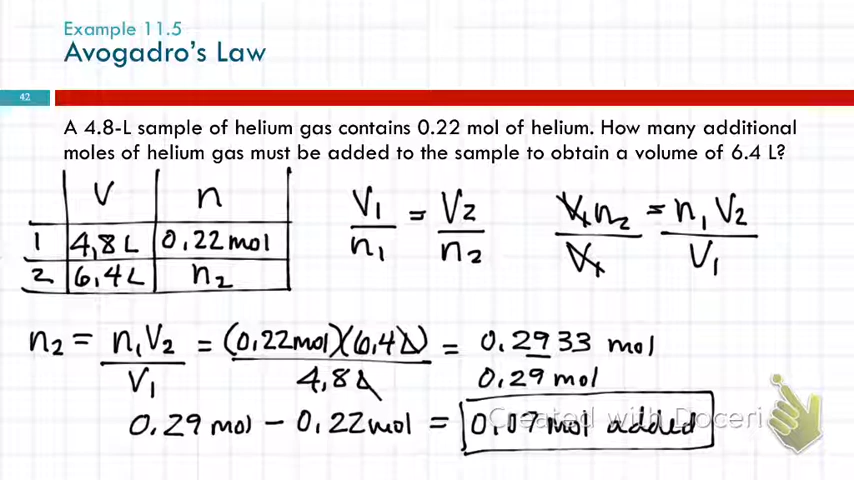 Example 11.5
Avogadro's Law
42
A 4.8-L sample of helium gas contains 0.22 mol of helium. How many additional
moles of helium gas must be added to the sample to obtain a volume of 6.4 L?
V n
1 4.8 L 0.22 mol
2 6.4 L n₂
V₁/n₁ = V₂/n₂
V₁n₂/V₁ = n₁V₂/V₁
n₂ = n₁V₂/V₁ = (0.22 mol)(6.4 L)/4.8 L = 0.2933 mol
0.29 mol
0.29 mol - 0.22 mol = 0.07 mol added
Created with Doceri